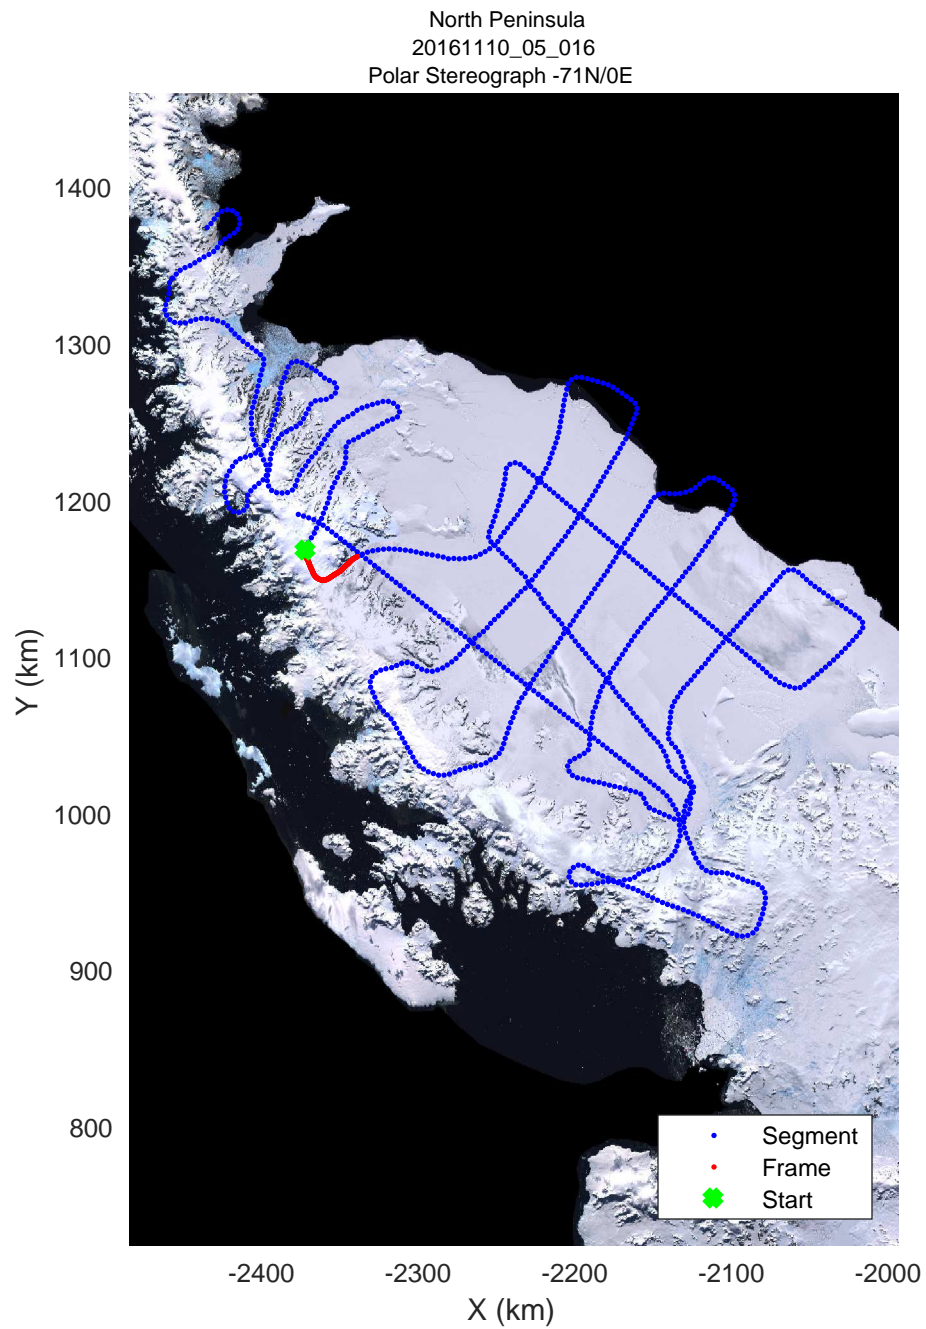 North Peninsula
20161110_05_016
Polar Stereograph -71N/0E
1400
1300
1200
1100
1000
900
800
Y (km)
Segment
Frame
Start
-2400
-2300
-2200
-2100
-2000
X (km)